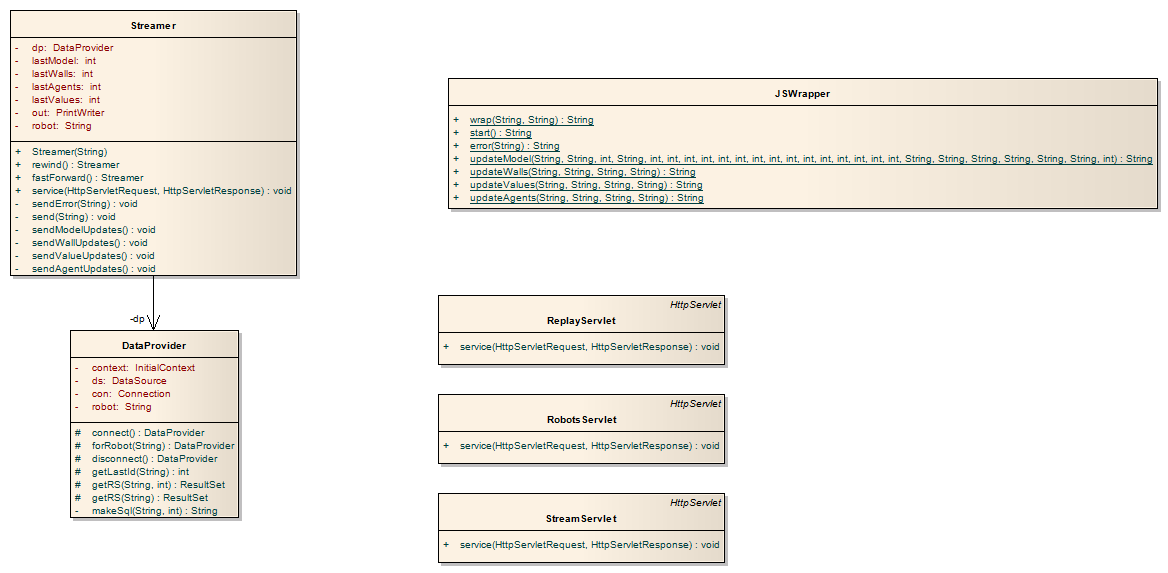 Streamer
- dp: DataProvider
- lastModel: int
- lastWalls: int
- lastAgents: int
- lastValues: int
- out: PrintWriter
- robot: String
+ Streamer(String)
+ rewind() : Streamer
+ fastForward() : Streamer
+ service(HttpServletRequest, HttpServletResponse) : void
- sendError(String) : void
- send(String) : void
- sendModelUpdates() : void
- sendWallUpdates() : void
- sendValueUpdates() : void
- sendAgentUpdates() : void
-dp
DataProvider
- context: InitialContext
- ds: DataSource
- con: Connection
- robot: String
# connect() : DataProvider
# forRobot(String) : DataProvider
# disconnect() : DataProvider
# getLastId(String) : int
# getRS(String, int) : ResultSet
# getRS(String) : ResultSet
- makeSql(String, int) : String
JSWrapper
+ wrap(String, String) : String
+ start() : String
+ error(String) : String
+ updateModel(String, String, int, String, int, int, int, int, int, int, int, int, int, int, int, int, int, int, int, String, String, String, String, String, String, int) : String
+ updateWalls(String, String, String, String) : String
+ updateValues(String, String, String, String) : String
+ updateAgents(String, String, String, String) : String
HttpServlet
ReplayServlet
+ service(HttpServletRequest, HttpServletResponse) : void
HttpServlet
RobotsServlet
+ service(HttpServletRequest, HttpServletResponse) : void
HttpServlet
StreamServlet
+ service(HttpServletRequest, HttpServletResponse) : void